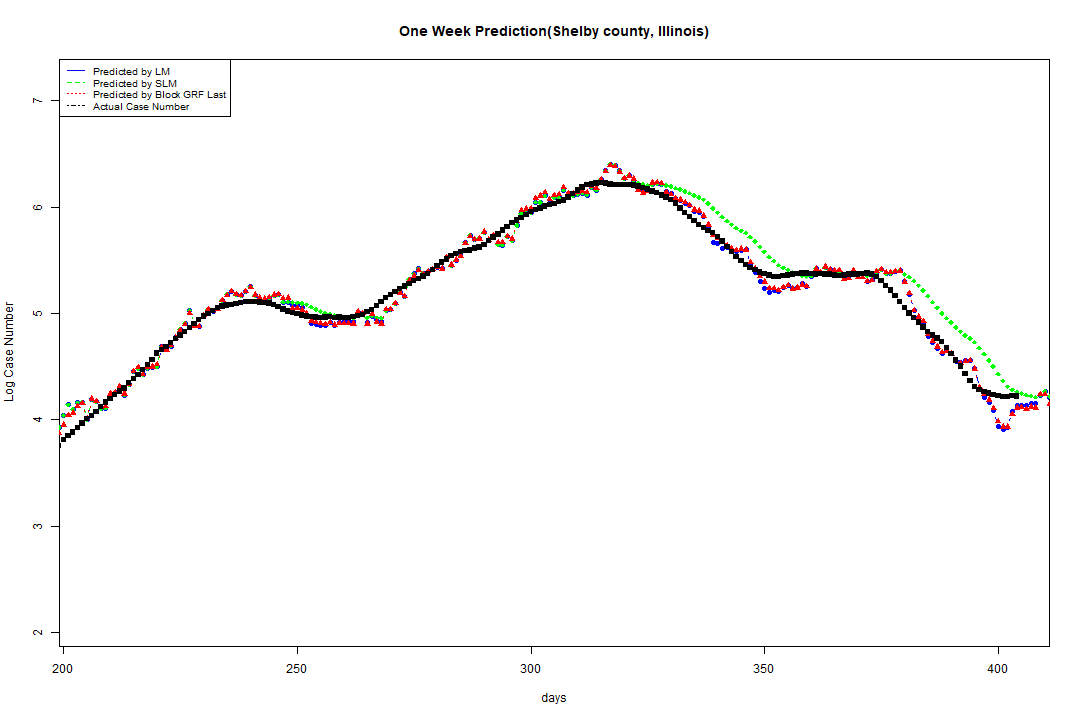 One Week Prediction(Shelby county, Illinois)
Predicted by LM
Predicted by SLM
Predicted by Block GRF Last
Actual Case Number
7
6
5
4
3
2
Log Case Number
200 250 300 350 400
days